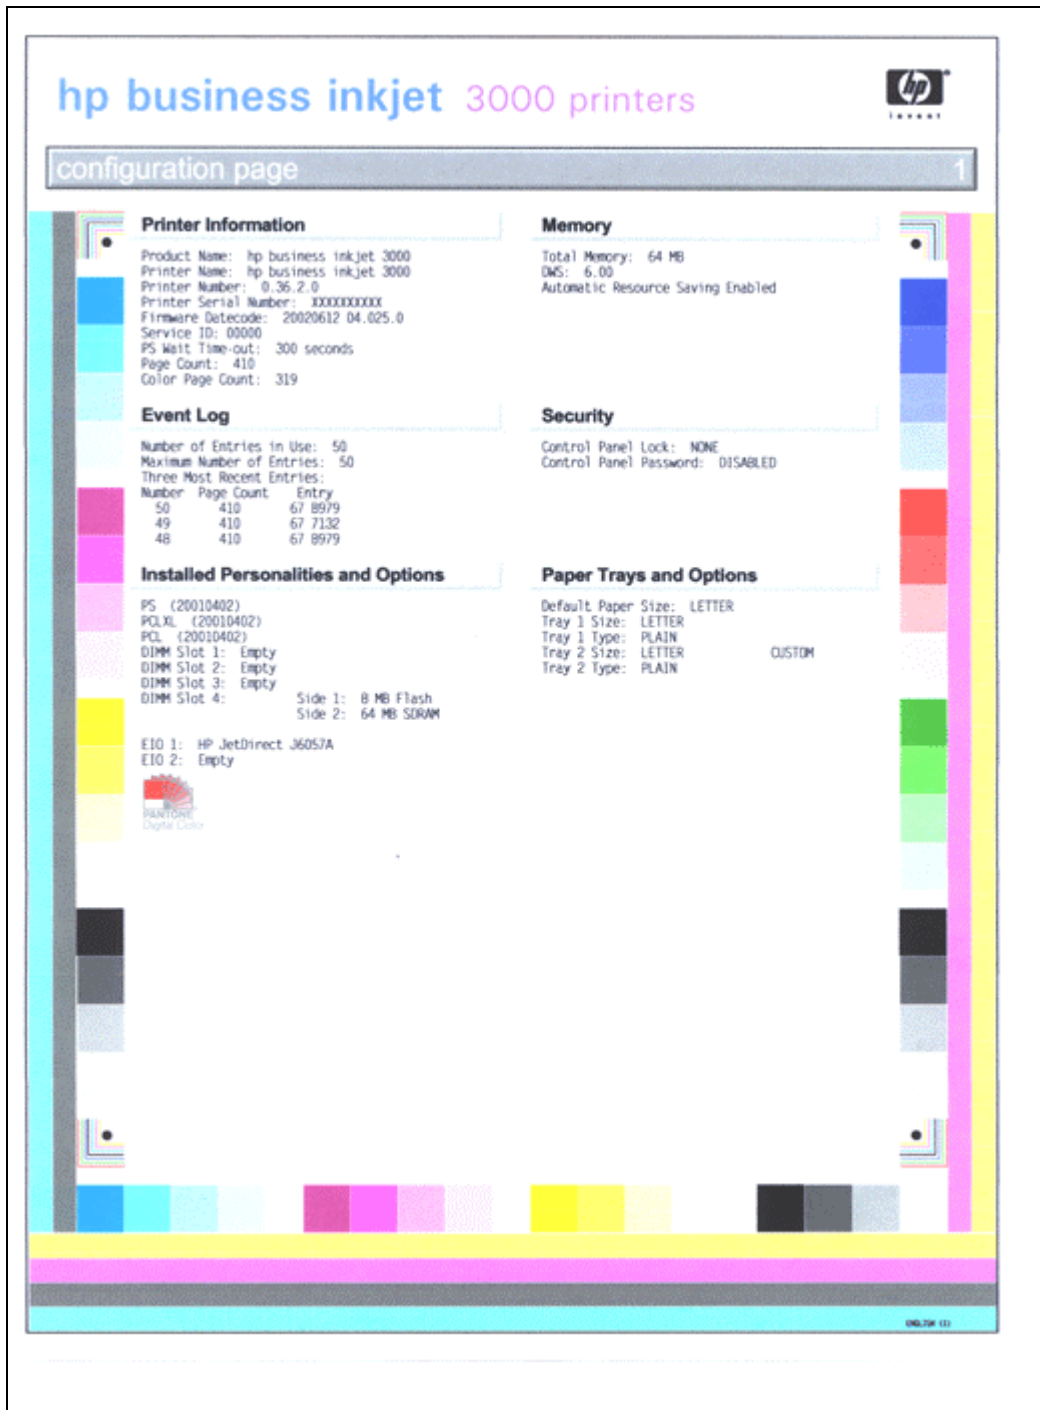 hp business inkjet 3000 printers
hp
invent
configuration page 1
Printer Information
Product Name: hp business inkjet 3000
Printer Name: hp business inkjet 3000
Printer Number: 0.36.2.0
Printer Serial Number: XXXXXXXXXX
Firmware Datecode: 20020612 04.025.0
Service ID: 00000
PS Wait Time-out: 300 seconds
Page Count: 410
Color Page Count: 319
Memory
Total Memory: 64 MB
DWS: 6.00
Automatic Resource Saving Enabled
Event Log
Number of Entries in Use: 50
Maximum Number of Entries: 50
Three Most Recent Entries:
Number Page Count Entry
50 410 67 8979
49 410 67 7132
48 410 67 8979
Security
Control Panel Lock: NONE
Control Panel Password: DISABLED
Installed Personalities and Options
PS (20010402)
PCLXL (20010402)
PCL (20010402)
DIMM Slot 1: Empty
DIMM Slot 2: Empty
DIMM Slot 3: Empty
DIMM Slot 4: Side 1: 8 MB Flash
Side 2: 64 MB SDRAM
EIO 1: HP JetDirect J6057A
EIO 2: Empty
PANTONE
Digital Color
Paper Trays and Options
Default Paper Size: LETTER
Tray 1 Size: LETTER
Tray 1 Type: PLAIN
Tray 2 Size: LETTER CUSTOM
Tray 2 Type: PLAIN
ENGLISH (1)